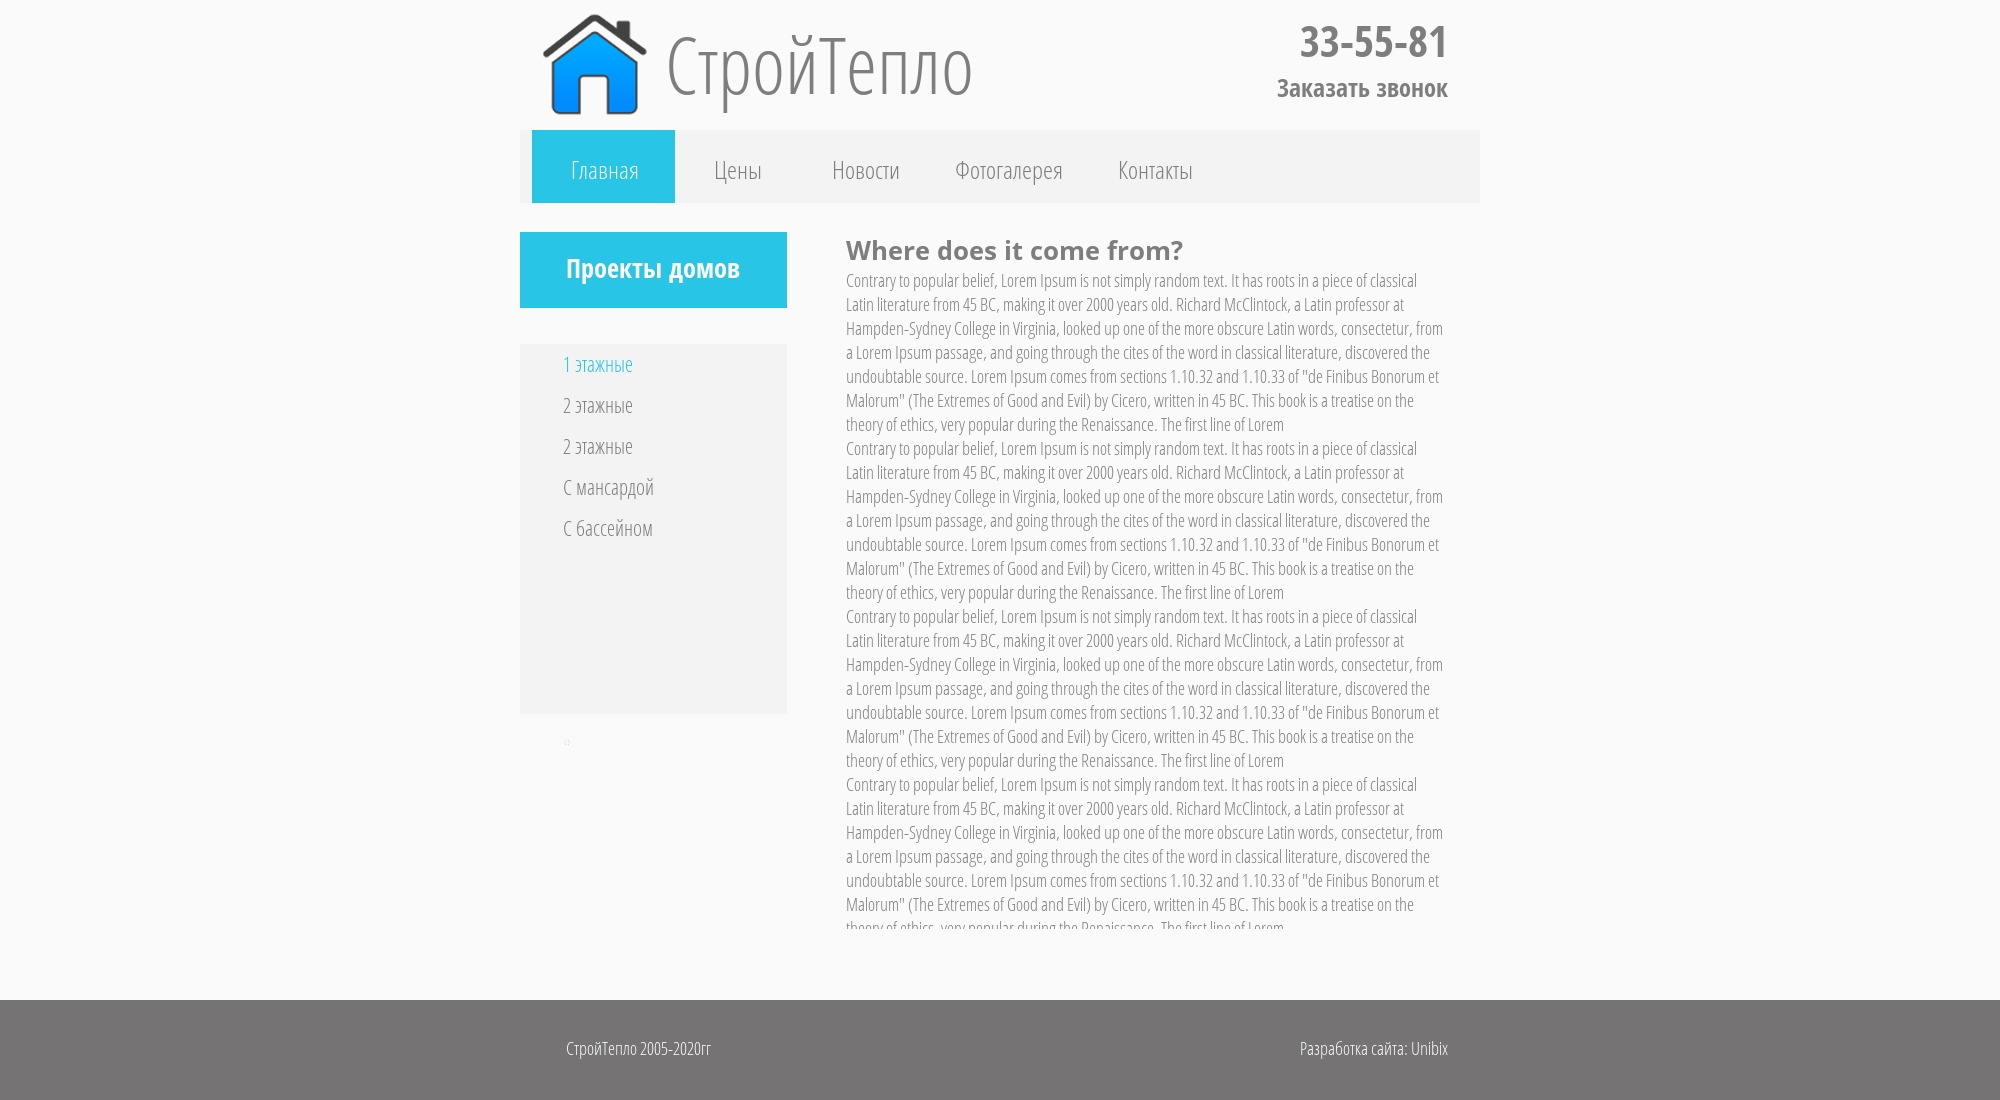 СтройТепло
33-55-81
Заказать звонок
Главная Цены Новости Фотогалерея Контакты
Проекты домов
1 этажные
2 этажные
2 этажные
С мансардой
С бассейном
Where does it come from?
Contrary to popular belief, Lorem Ipsum is not simply random text. It has roots in a piece of classical
Latin literature from 45 BC, making it over 2000 years old. Richard McClintock, a Latin professor at
Hampden-Sydney College in Virginia, looked up one of the more obscure Latin words, consectetur, from
a Lorem Ipsum passage, and going through the cites of the word in classical literature, discovered the
undoubtable source. Lorem Ipsum comes from sections 1.10.32 and 1.10.33 of "de Finibus Bonorum et
Malorum" (The Extremes of Good and Evil) by Cicero, written in 45 BC. This book is a treatise on the
theory of ethics, very popular during the Renaissance. The first line of Lorem
Contrary to popular belief, Lorem Ipsum is not simply random text. It has roots in a piece of classical
Latin literature from 45 BC, making it over 2000 years old. Richard McClintock, a Latin professor at
Hampden-Sydney College in Virginia, looked up one of the more obscure Latin words, consectetur, from
a Lorem Ipsum passage, and going through the cites of the word in classical literature, discovered the
undoubtable source. Lorem Ipsum comes from sections 1.10.32 and 1.10.33 of "de Finibus Bonorum et
Malorum" (The Extremes of Good and Evil) by Cicero, written in 45 BC. This book is a treatise on the
theory of ethics, very popular during the Renaissance. The first line of Lorem
Contrary to popular belief, Lorem Ipsum is not simply random text. It has roots in a piece of classical
Latin literature from 45 BC, making it over 2000 years old. Richard McClintock, a Latin professor at
Hampden-Sydney College in Virginia, looked up one of the more obscure Latin words, consectetur, from
a Lorem Ipsum passage, and going through the cites of the word in classical literature, discovered the
undoubtable source. Lorem Ipsum comes from sections 1.10.32 and 1.10.33 of "de Finibus Bonorum et
Malorum" (The Extremes of Good and Evil) by Cicero, written in 45 BC. This book is a treatise on the
theory of ethics, very popular during the Renaissance. The first line of Lorem
Contrary to popular belief, Lorem Ipsum is not simply random text. It has roots in a piece of classical
Latin literature from 45 BC, making it over 2000 years old. Richard McClintock, a Latin professor at
Hampden-Sydney College in Virginia, looked up one of the more obscure Latin words, consectetur, from
a Lorem Ipsum passage, and going through the cites of the word in classical literature, discovered the
undoubtable source. Lorem Ipsum comes from sections 1.10.32 and 1.10.33 of "de Finibus Bonorum et
Malorum" (The Extremes of Good and Evil) by Cicero, written in 45 BC. This book is a treatise on the
theory of ethics, very popular during the Renaissance. The first line of Lorem
СтройТепло 2005-2020гг
Разработка сайта: Unibix